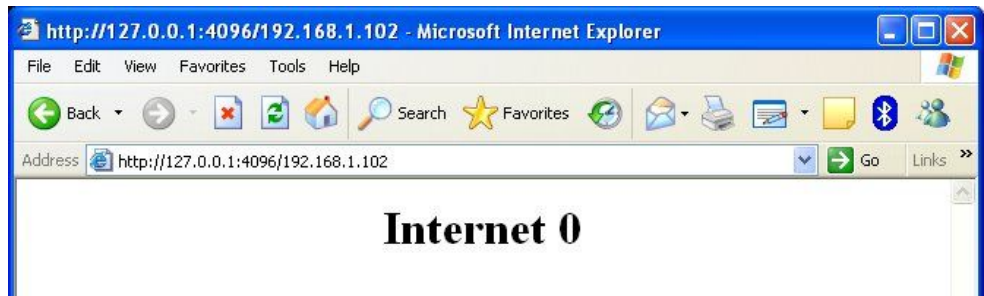 http://127.0.0.1:4096/192.168.1.102 - Microsoft Internet Explorer
File Edit View Favorites Tools Help
Back Search Favorites
Address http://127.0.0.1:4096/192.168.1.102 Go Links »
Internet 0